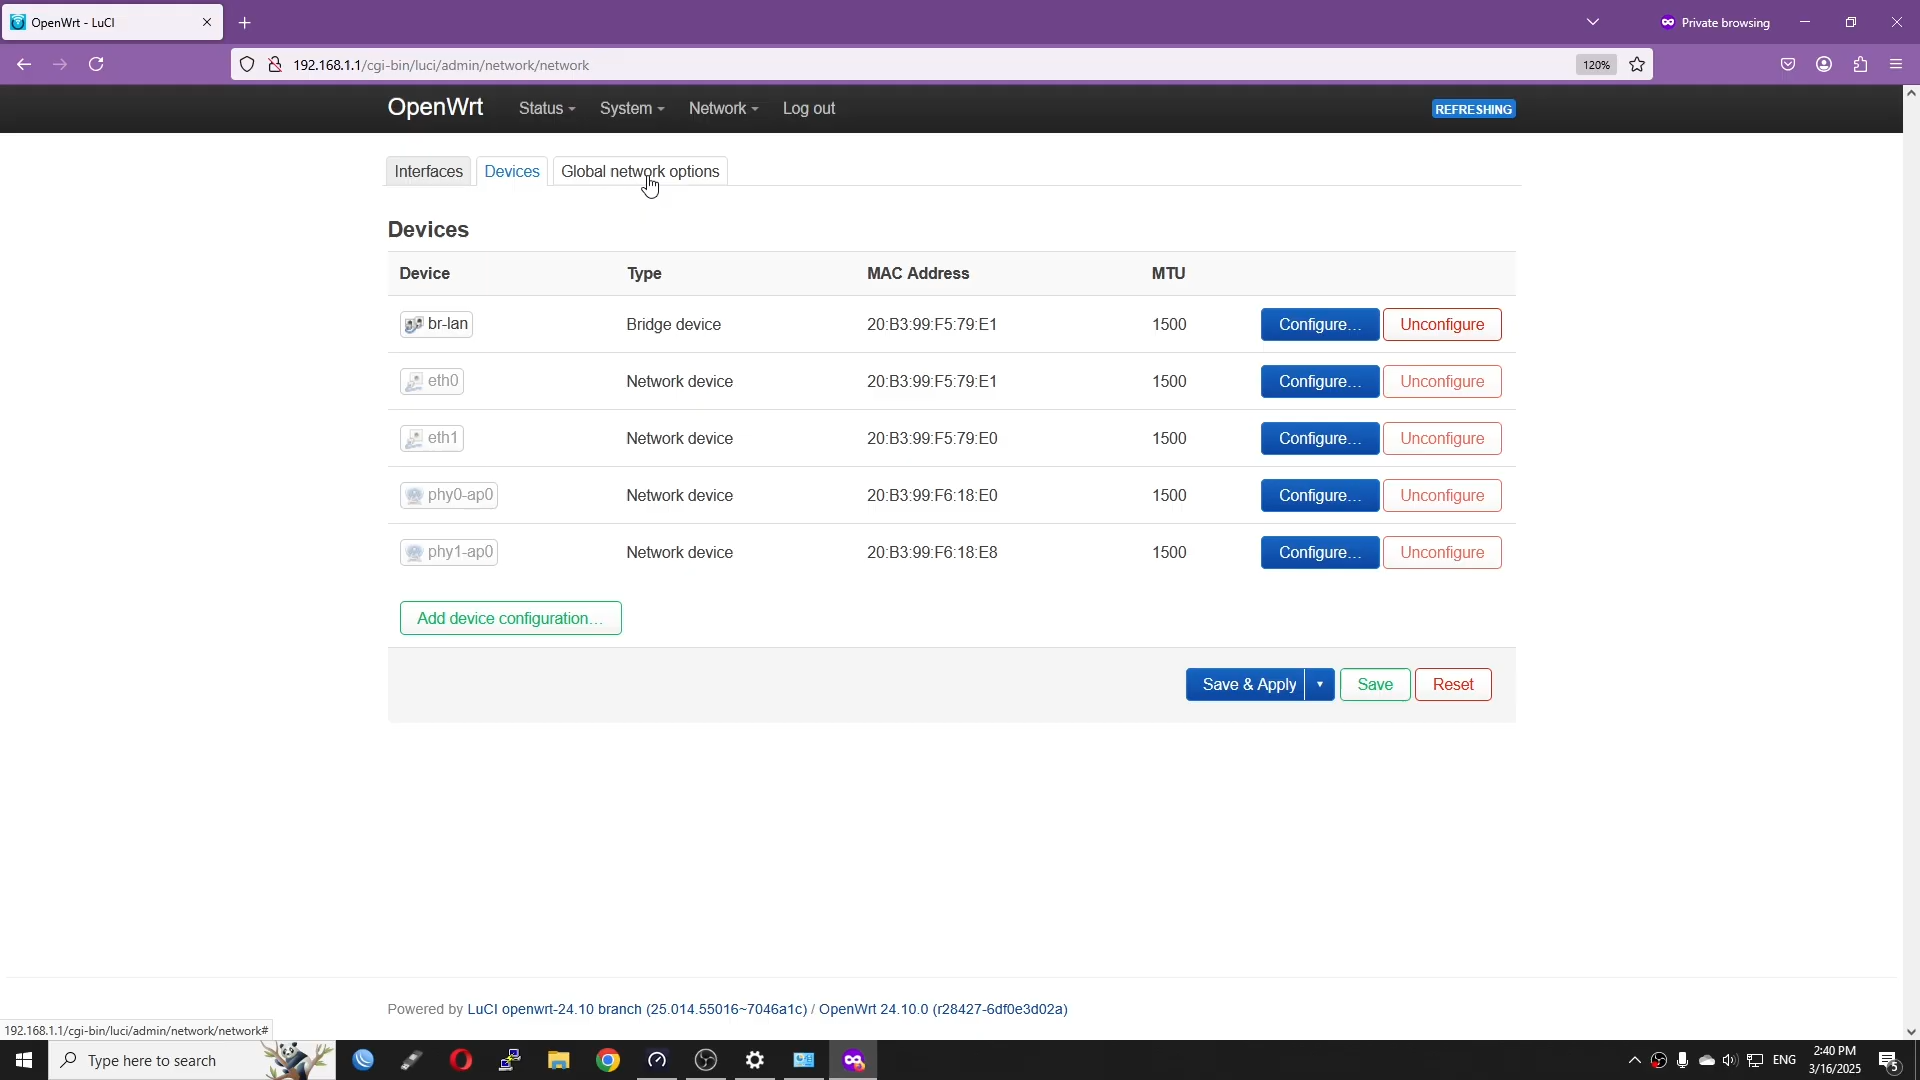 OpenWrt - LuCI
Private browsing
192.168.1.1/cgi-bin/luci/admin/network/network
120%
OpenWrt
Status
System
Network
Log out
REFRESHING
Interfaces
Devices
Global network options
Devices
Device Type MAC Address MTU
br-lan Bridge device 20:B3:99:F5:79:E1 1500 Configure… Unconfigure
eth0 Network device 20:B3:99:F5:79:E1 1500 Configure… Unconfigure
eth1 Network device 20:B3:99:F5:79:E0 1500 Configure… Unconfigure
phy0-ap0 Network device 20:B3:99:F6:18:E0 1500 Configure… Unconfigure
phy1-ap0 Network device 20:B3:99:F6:18:E8 1500 Configure… Unconfigure
Add device configuration…
Save & Apply Save Reset
Powered by LuCI openwrt-24.10 branch (25.014.55016~7046a1c) / OpenWrt 24.10.0 (r28427-6df0e3d02a)
192.168.1.1/cgi-bin/luci/admin/network/network#
Type here to search
ENG
2:40 PM
3/16/2025
5